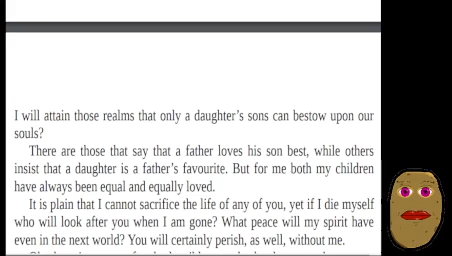 I will attain those realms that only a daughter’s sons can bestow upon our
souls?
There are those that say that a father loves his son best, while others
insist that a daughter is a father’s favourite. But for me both my children
have always been equal and equally loved.
It is plain that I cannot sacrifice the life of any of you, yet if I die myself
who will look after you when I am gone? What peace will my spirit have
even in the next world? You will certainly perish, as well, without me.